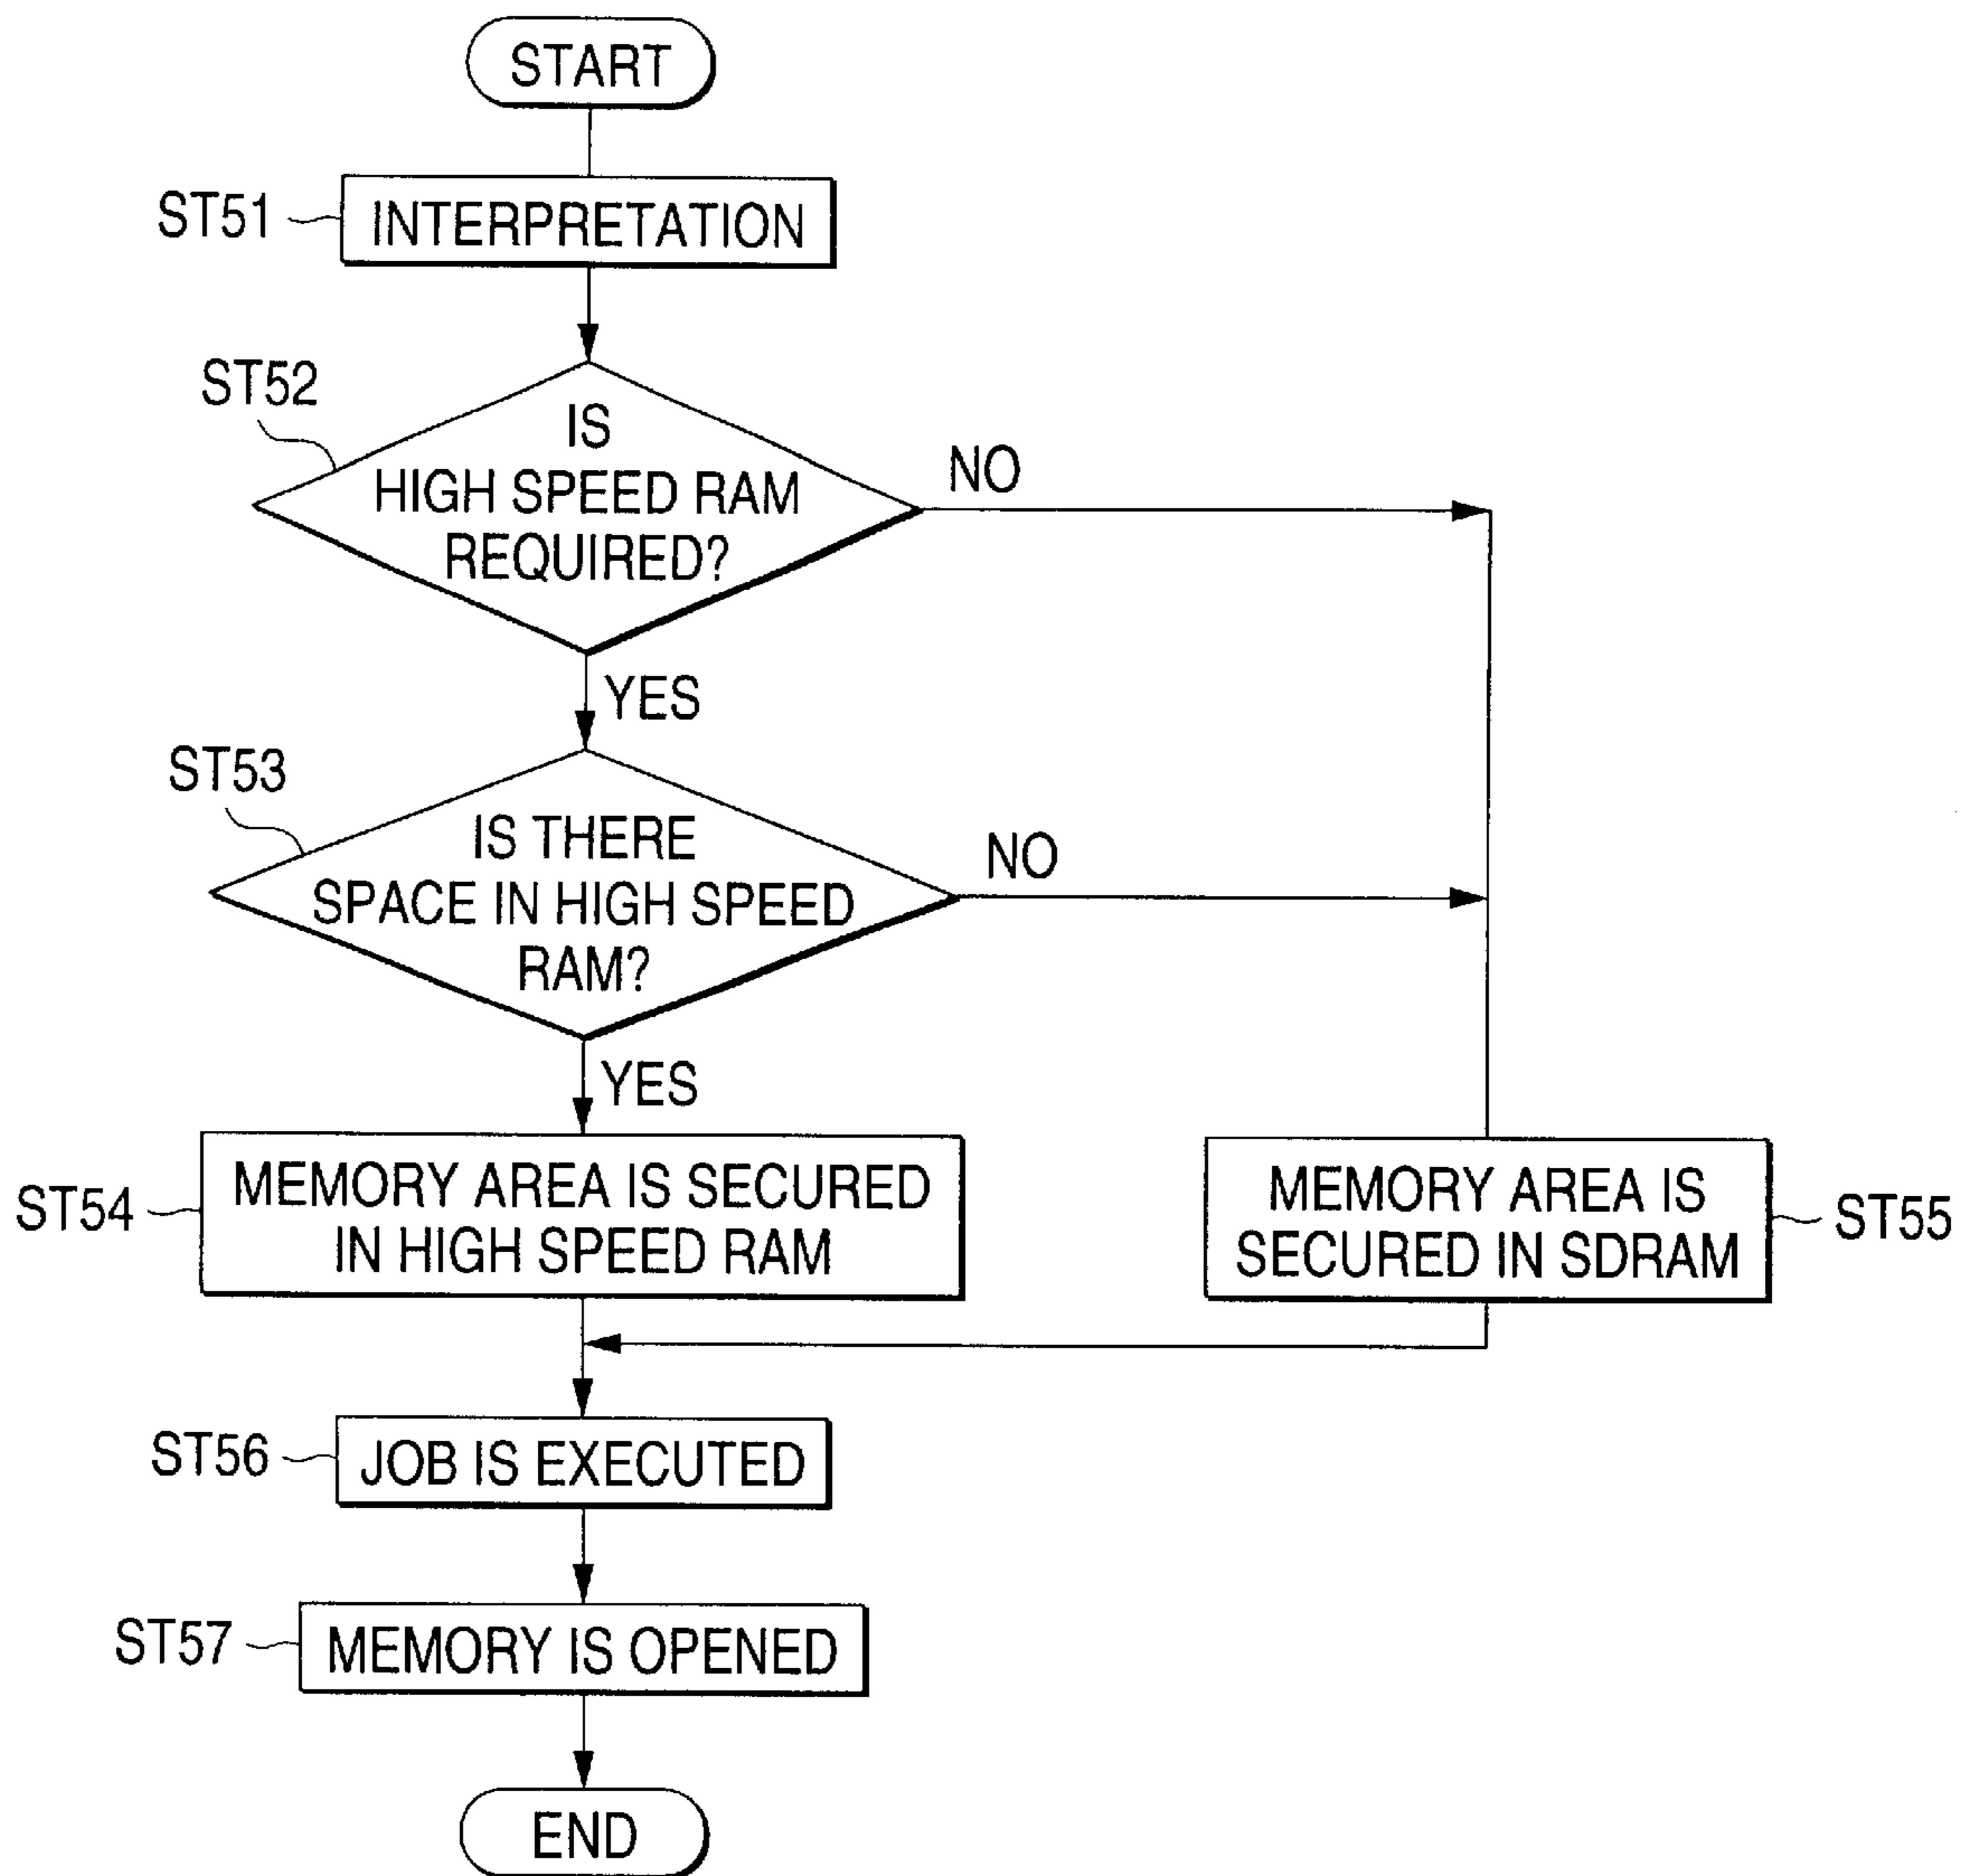 START
ST51
INTERPRETATION
ST52
IS
HIGH SPEED RAM
REQUIRED?
NO
YES
ST53
IS THERE
SPACE IN HIGH SPEED
RAM?
NO
YES
ST54
MEMORY AREA IS SECURED
IN HIGH SPEED RAM
MEMORY AREA IS
SECURED IN SDRAM
ST55
ST56
JOB IS EXECUTED
ST57
MEMORY IS OPENED
END